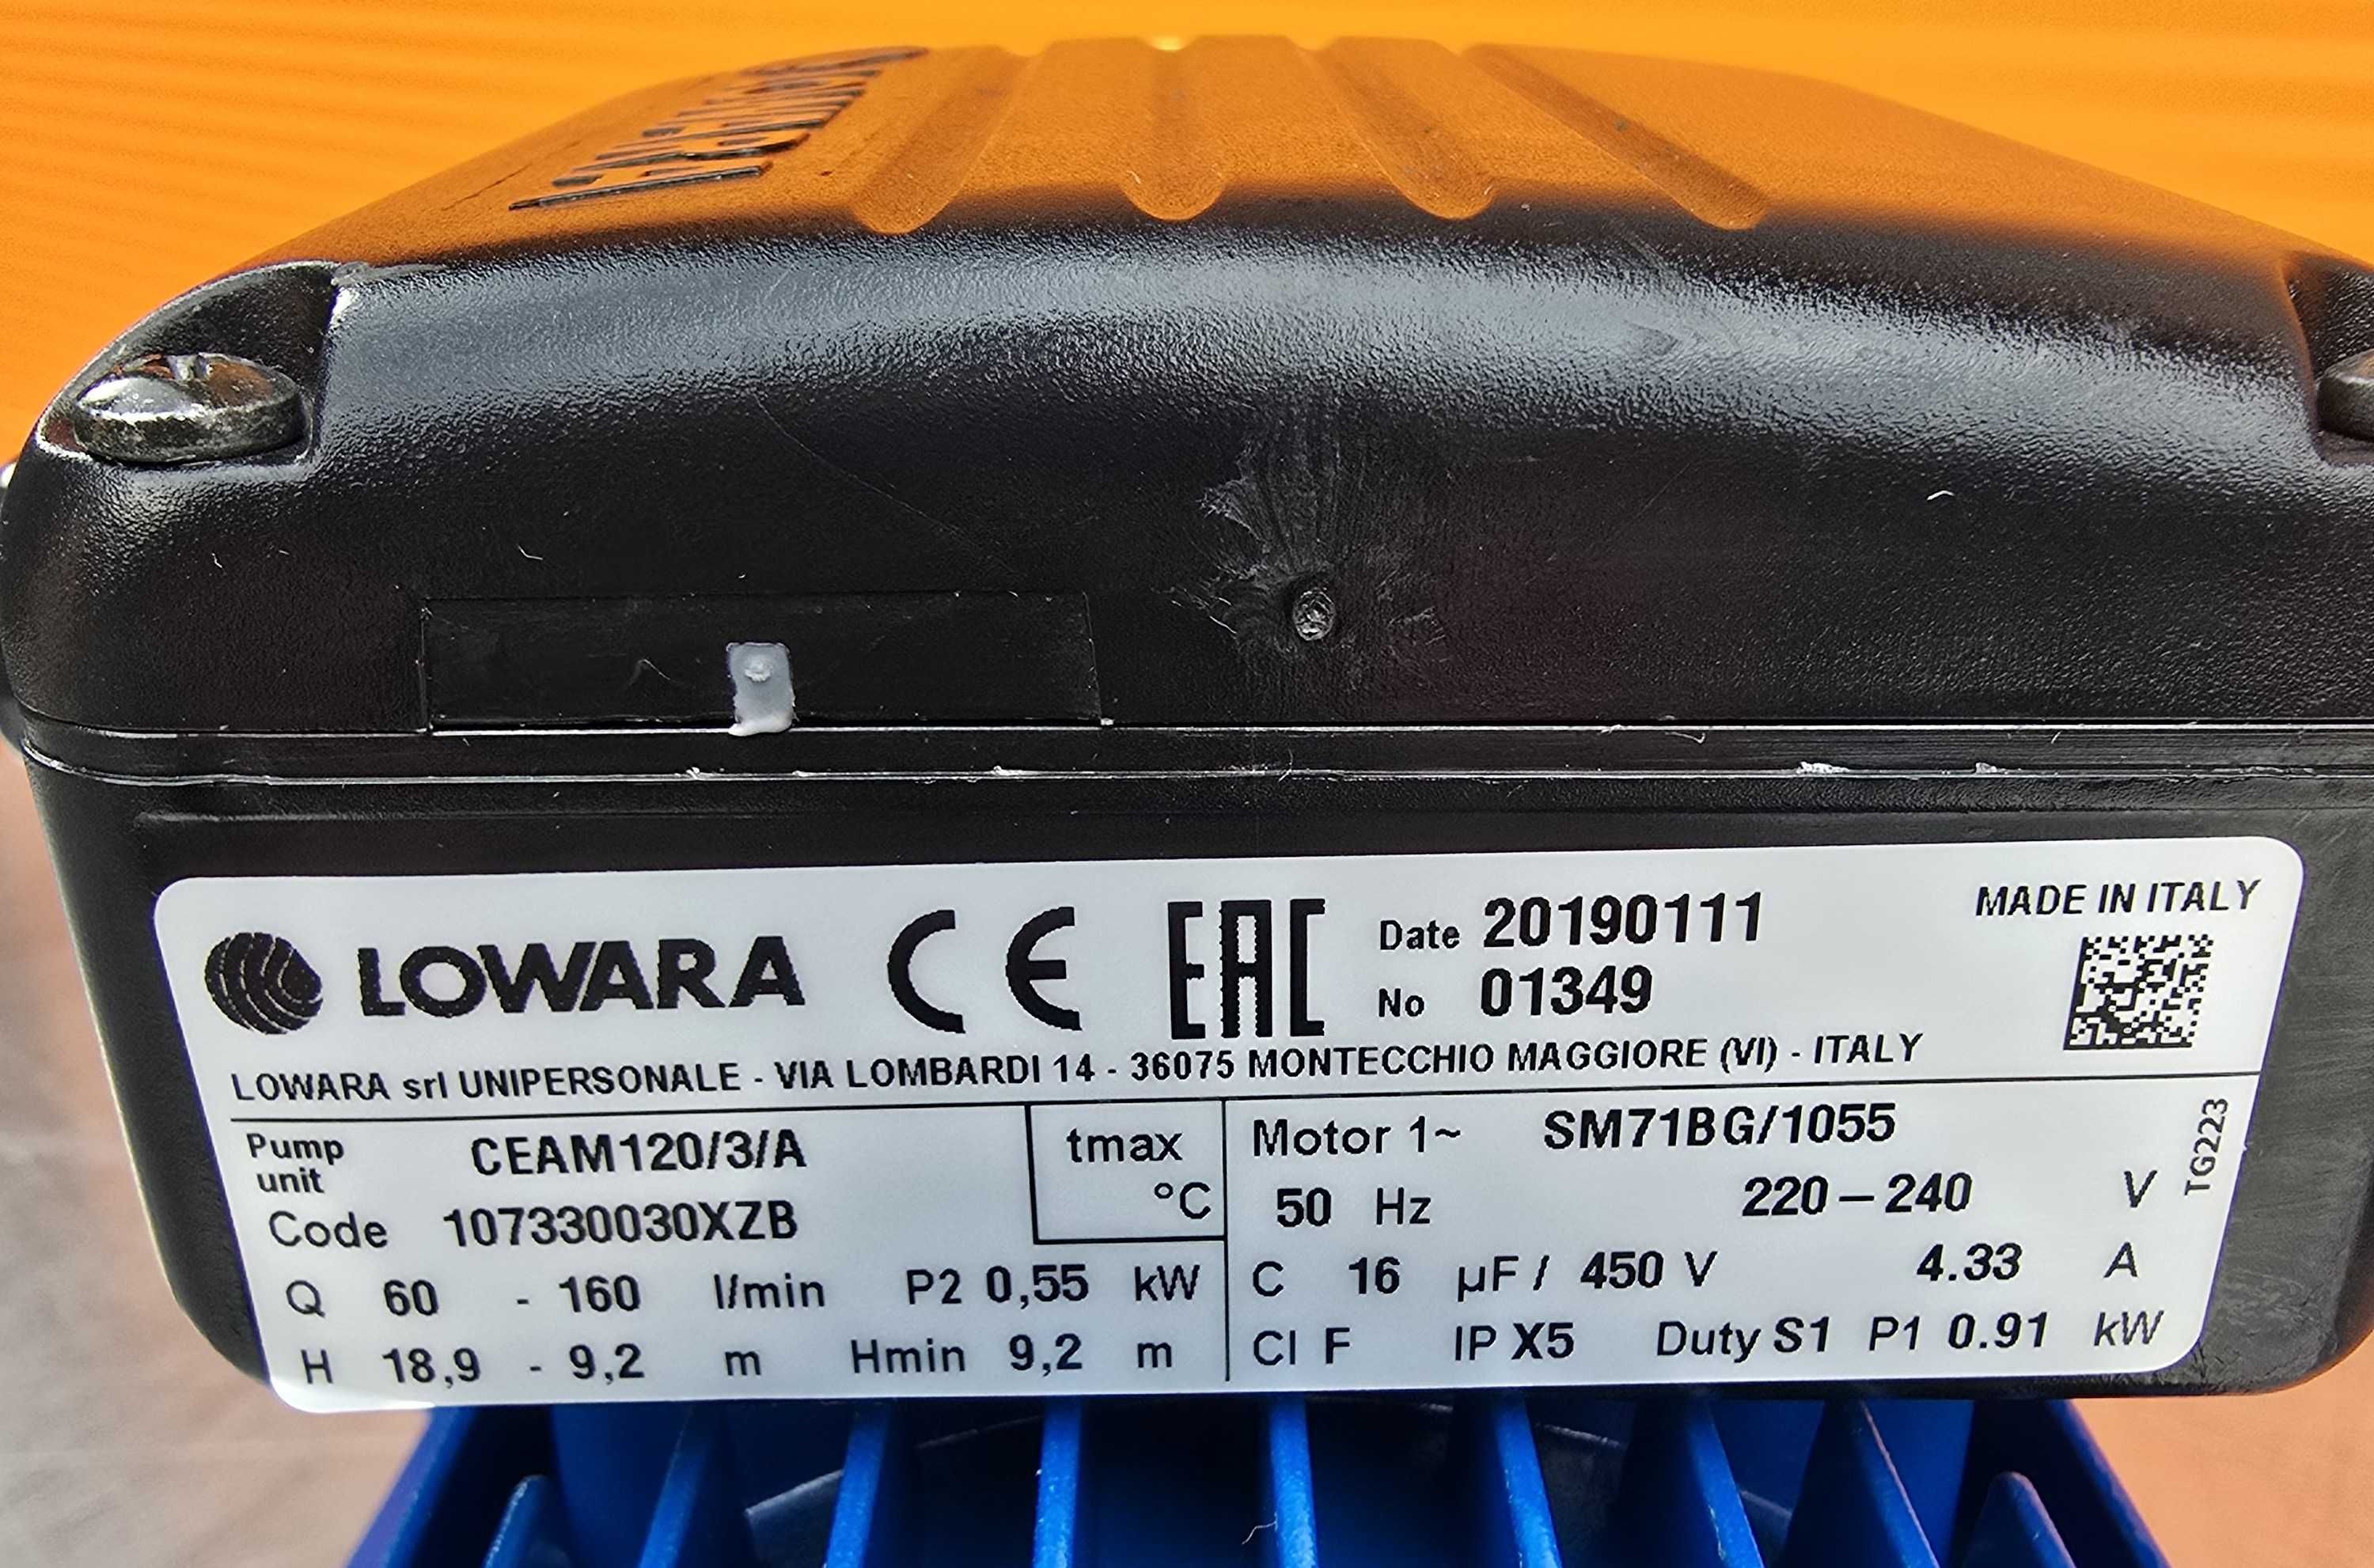 LOWARA CE EAC Date 20190111 MADE IN ITALY
No 01349
LOWARA srl UNIPERSONALE - VIA LOMBARDI 14 - 36075 MONTECCHIO MAGGIORE (VI) - ITALY
Pump unit CEAM120/3/A
Code 107330030XZB
Q 60 - 160 l/min P2 0,55 kW
H 18,9 - 9,2 m Hmin 9,2 m
tmax
°C
Motor 1~ SM71BG/1055
50 Hz 220–240 V
C 16 µF / 450 V 4.33 A
Cl F IP X5 Duty S1 P1 0.91 kW
TG223